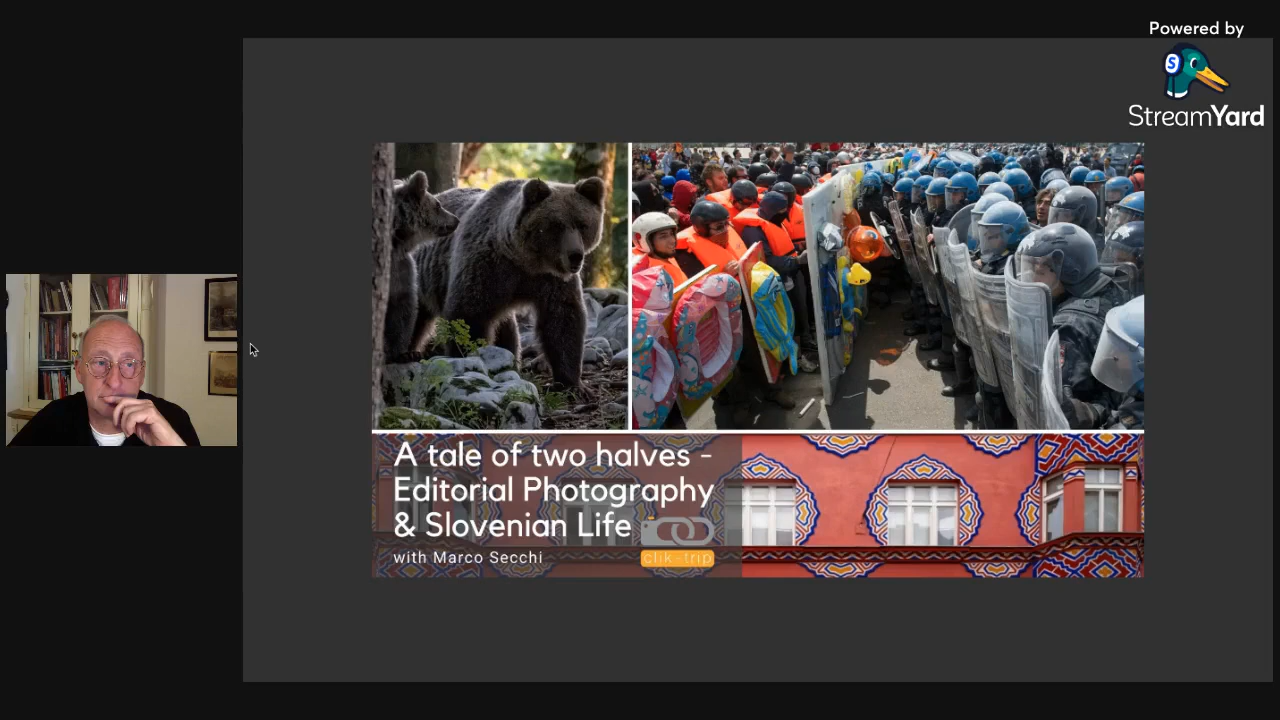 Powered by
S
StreamYard
A tale of two halves -
Editorial Photography
& Slovenian Life
with Marco Secchi
clik-trip